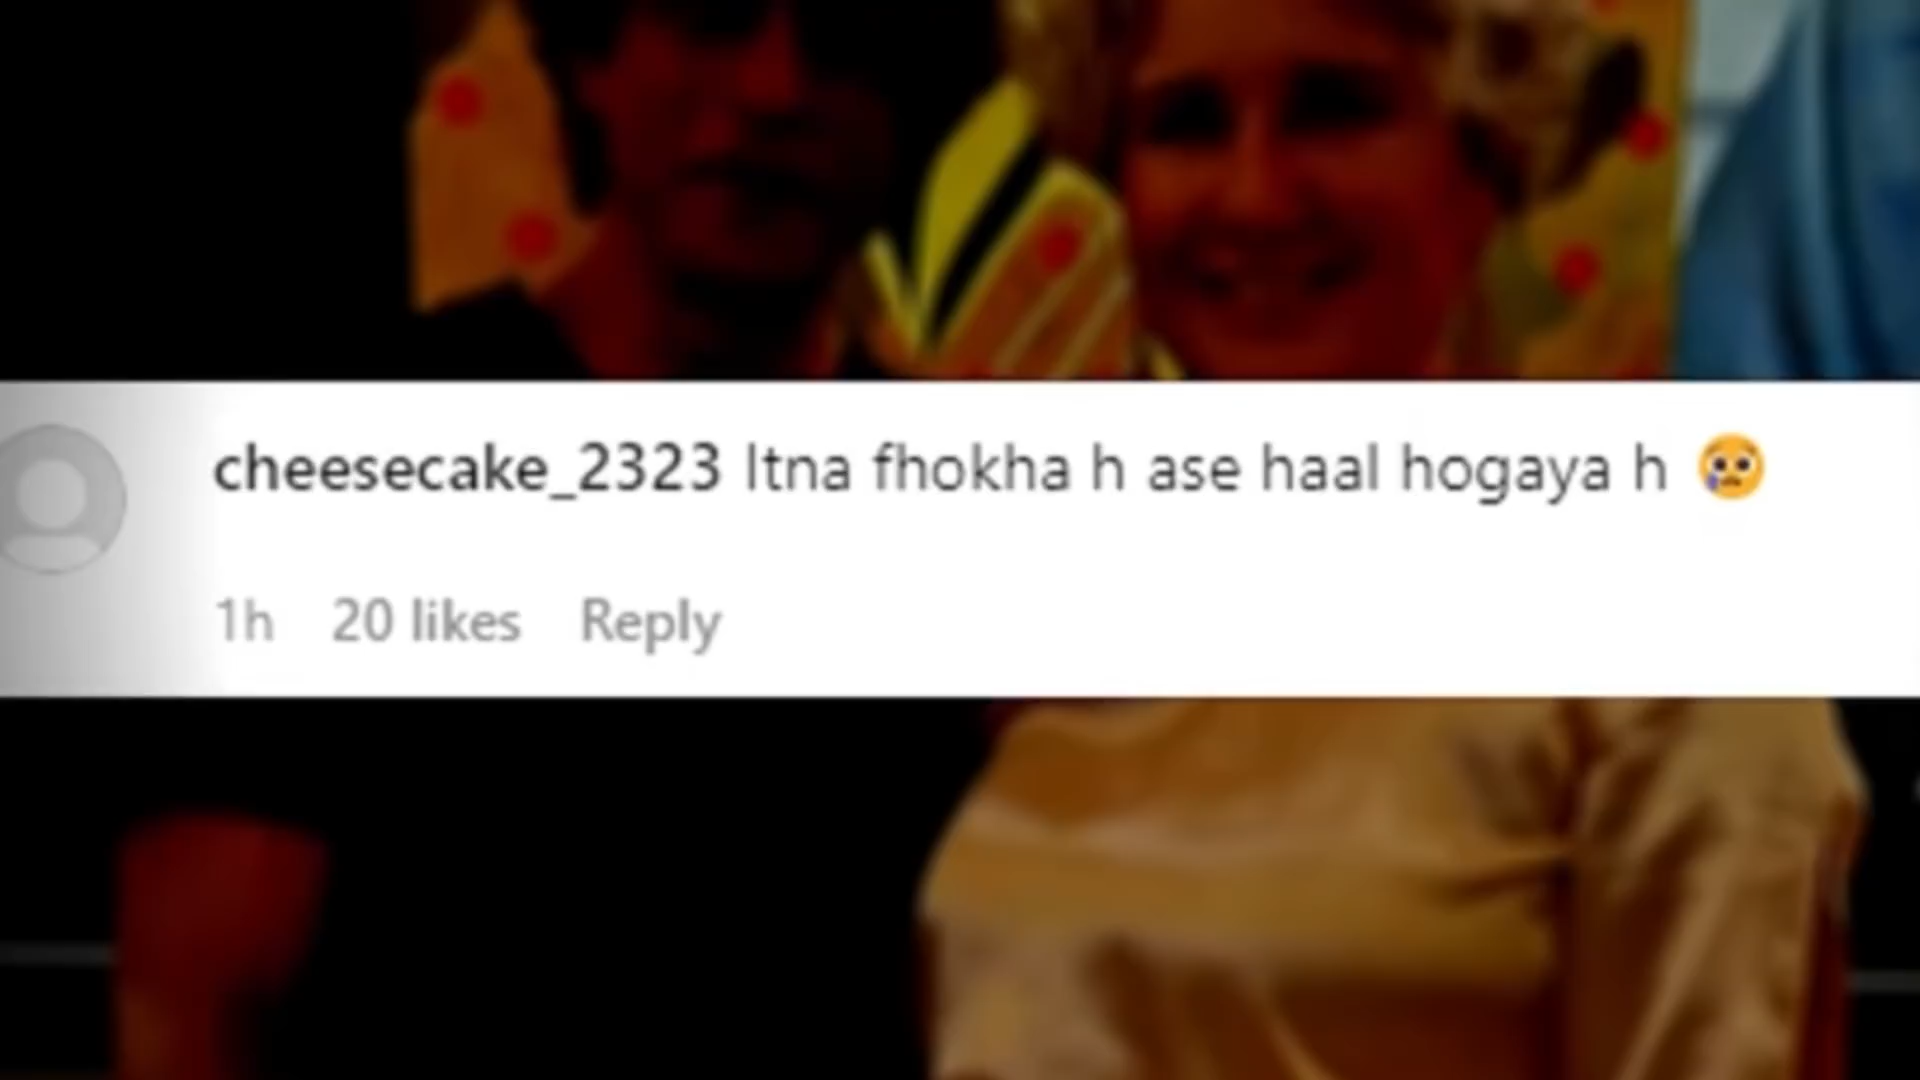 cheesecake_2323 Itna fhokha h ase haal hogaya h 😢
1h 20 likes Reply